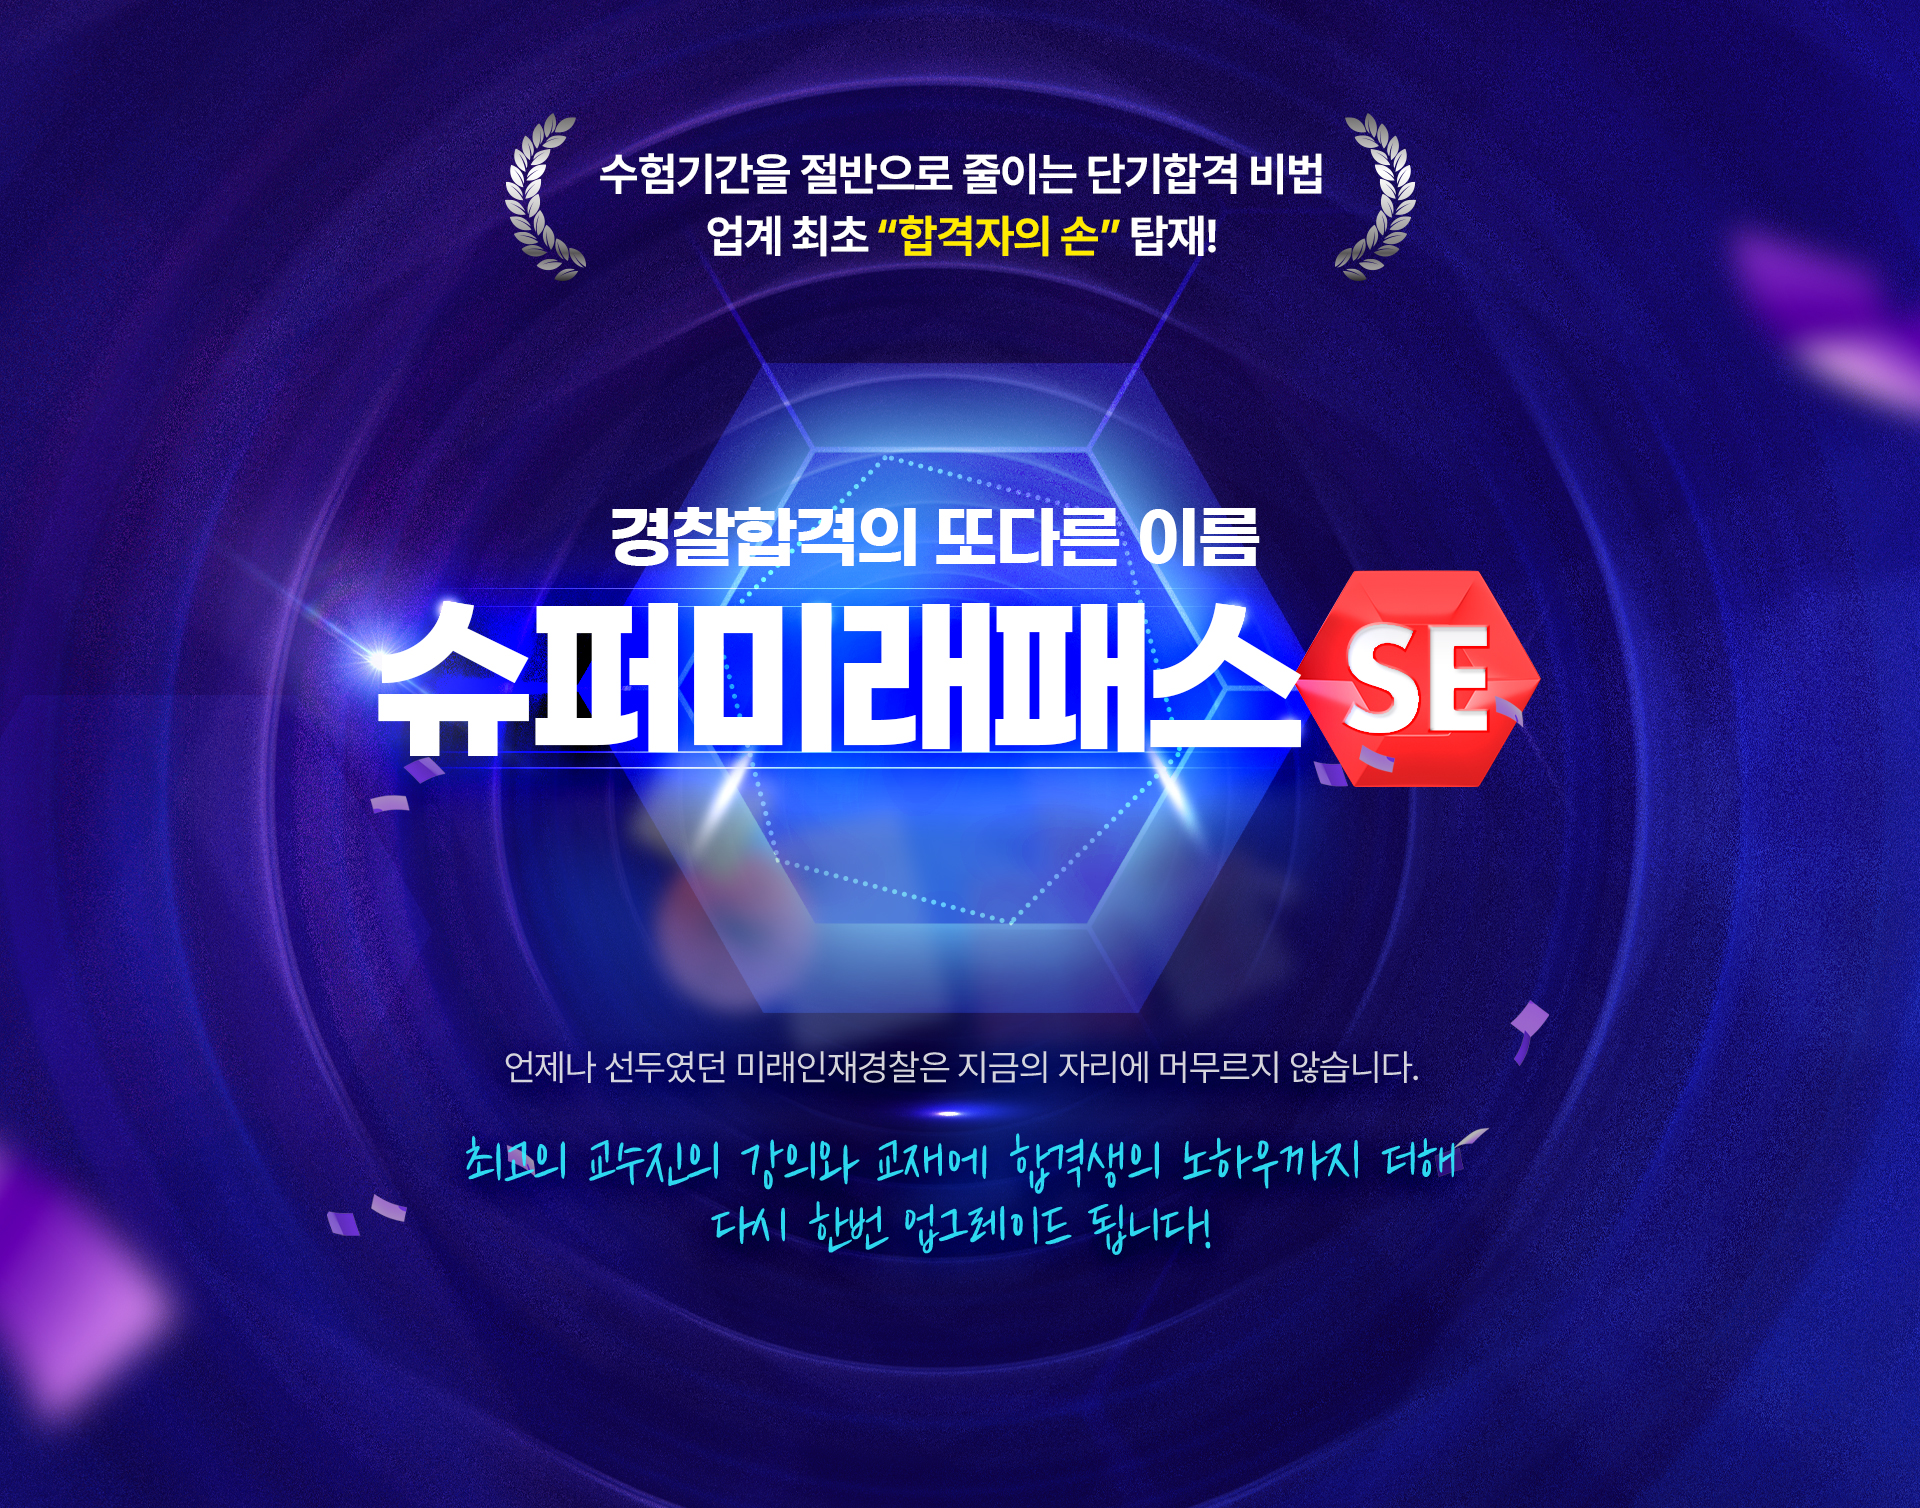 수험기간을 절반으로 줄이는 단기합격 비법
업계 최초 “합격자의 손” 탑재!
경찰합격의 또다른 이름
슈퍼미래패스 SE
언제나 선두였던 미래인재경찰은 지금의 자리에 머무르지 않습니다.
최고의 교수진의 강의와 교재에 합격생의 노하우까지 더해
다시 한번 업그레이드 됩니다!